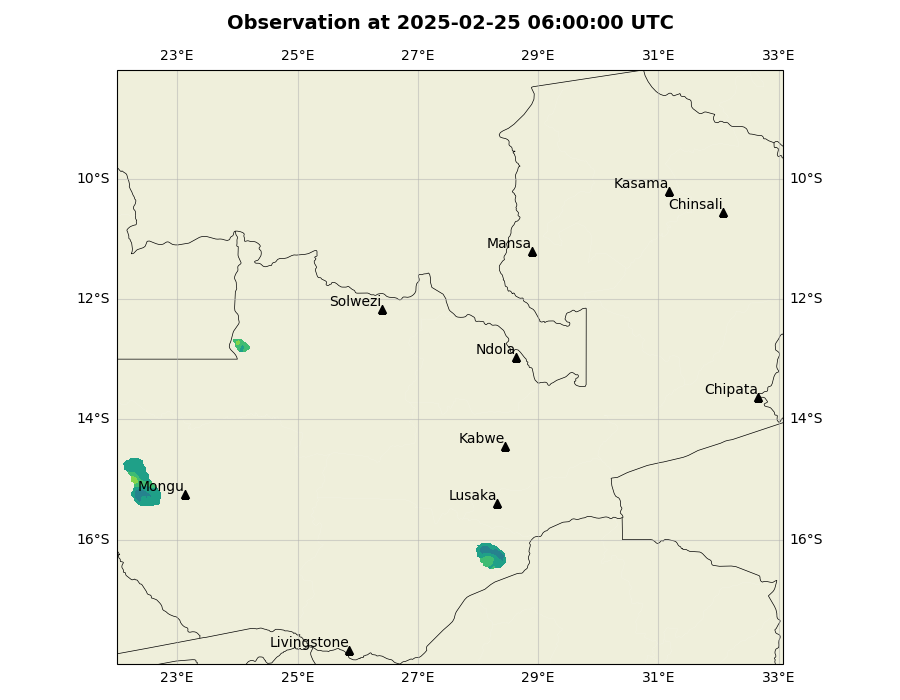 Observation at 2025-02-25 06:00:00 UTC
23°E 25°E 27°E 29°E 31°E 33°E
10°S 10°S
Kasama
Chinsali
Mansa
12°S 12°S
Solwezi
Ndola
Chipata
14°S 14°S
Kabwe
Mongu
Lusaka
16°S 16°S
Livingstone
23°E 25°E 27°E 29°E 31°E 33°E